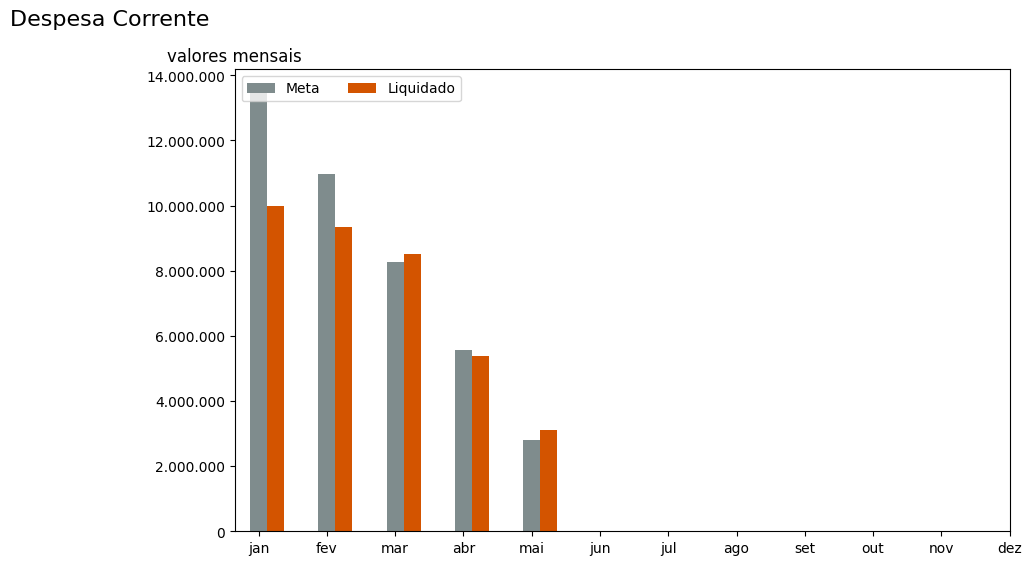 Despesa Corrente
valores mensais
Meta Liquidado
14.000.000
12.000.000
10.000.000
8.000.000
6.000.000
4.000.000
2.000.000
0
jan fev mar abr mai jun jul ago set out nov dez